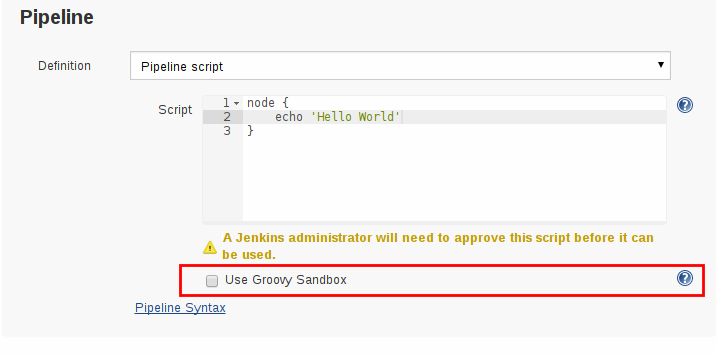 Pipeline
Definition
Pipeline script
Script
1 node {
2     echo 'Hello World'
3 }
A Jenkins administrator will need to approve this script before it can
be used.
Use Groovy Sandbox
Pipeline Syntax